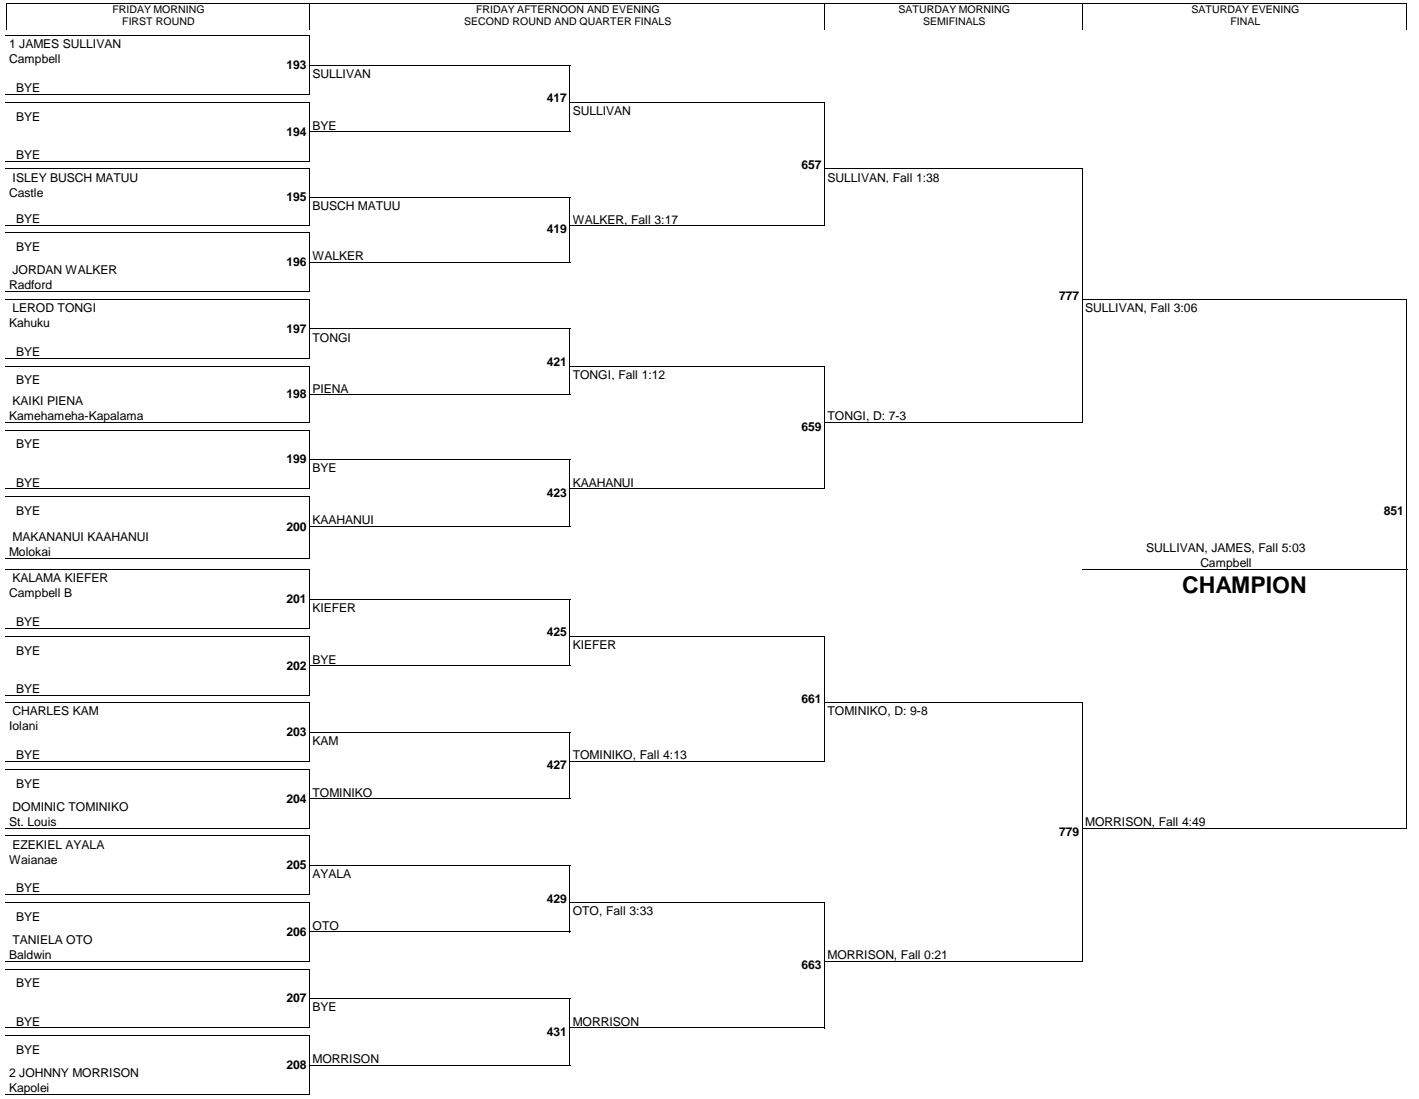 FRIDAY MORNING
FIRST ROUND
FRIDAY AFTERNOON AND EVENING
SECOND ROUND AND QUARTER FINALS
SATURDAY MORNING
SEMIFINALS
SATURDAY EVENING
FINAL
1 JAMES SULLIVAN
Campbell
193
BYE
BYE
194
BYE
ISLEY BUSCH MATUU
Castle
195
BYE
BYE
196
JORDAN WALKER
Radford
LEROD TONGI
Kahuku
197
BYE
BYE
198
KAIKI PIENA
Kamehameha-Kapalama
BYE
199
BYE
BYE
200
MAKANANUI KAAHANUI
Molokai
KALAMA KIEFER
Campbell B
201
BYE
BYE
202
BYE
CHARLES KAM
Iolani
203
BYE
BYE
204
DOMINIC TOMINIKO
St. Louis
EZEKIEL AYALA
Waianae
205
BYE
BYE
206
TANIELA OTO
Baldwin
BYE
207
BYE
BYE
208
2 JOHNNY MORRISON
Kapolei
SULLIVAN
417
BYE
BUSCH MATUU
419
WALKER
TONGI
421
PIENA
BYE
423
KAAHANUI
KIEFER
425
BYE
KAM
427
TOMINIKO
AYALA
429
OTO
BYE
431
MORRISON
SULLIVAN
657
WALKER, Fall 3:17
TONGI, Fall 1:12
659
KAAHANUI
KIEFER
661
TOMINIKO, Fall 4:13
OTO, Fall 3:33
663
MORRISON
SULLIVAN, Fall 1:38
777
TONGI, D: 7-3
TOMINIKO, D: 9-8
779
MORRISON, Fall 0:21
SULLIVAN, Fall 3:06
851
MORRISON, Fall 4:49
SULLIVAN, JAMES, Fall 5:03
Campbell
CHAMPION